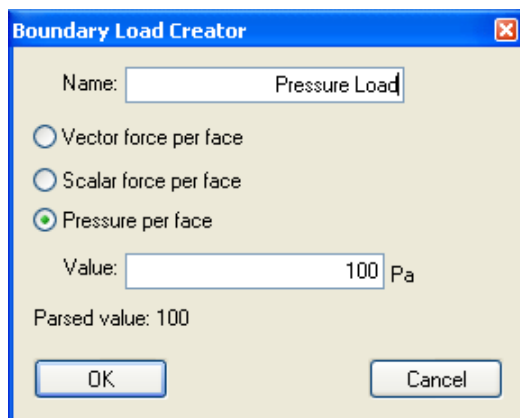 Boundary Load Creator
Name: Pressure Load
Vector force per face
Scalar force per face
Pressure per face
Value: 100 Pa
Parsed value: 100
OK Cancel